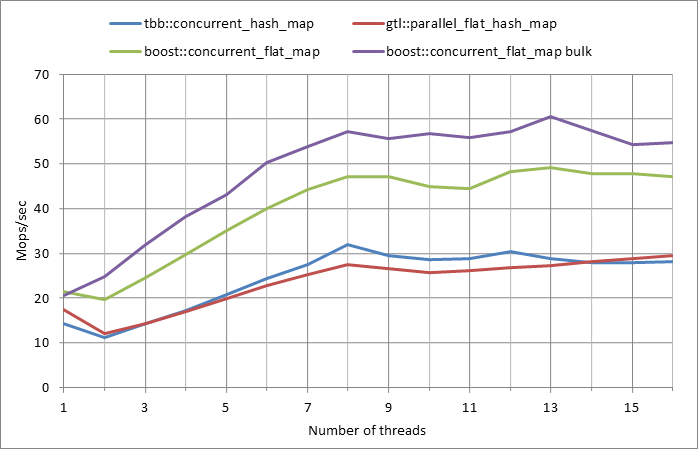 tbb::concurrent_hash_map gtl::parallel_flat_hash_map
boost::concurrent_flat_map boost::concurrent_flat_map bulk
70
60
50
40
30
20
10
0
Mops/sec
1 3 5 7 9 11 13 15
Number of threads